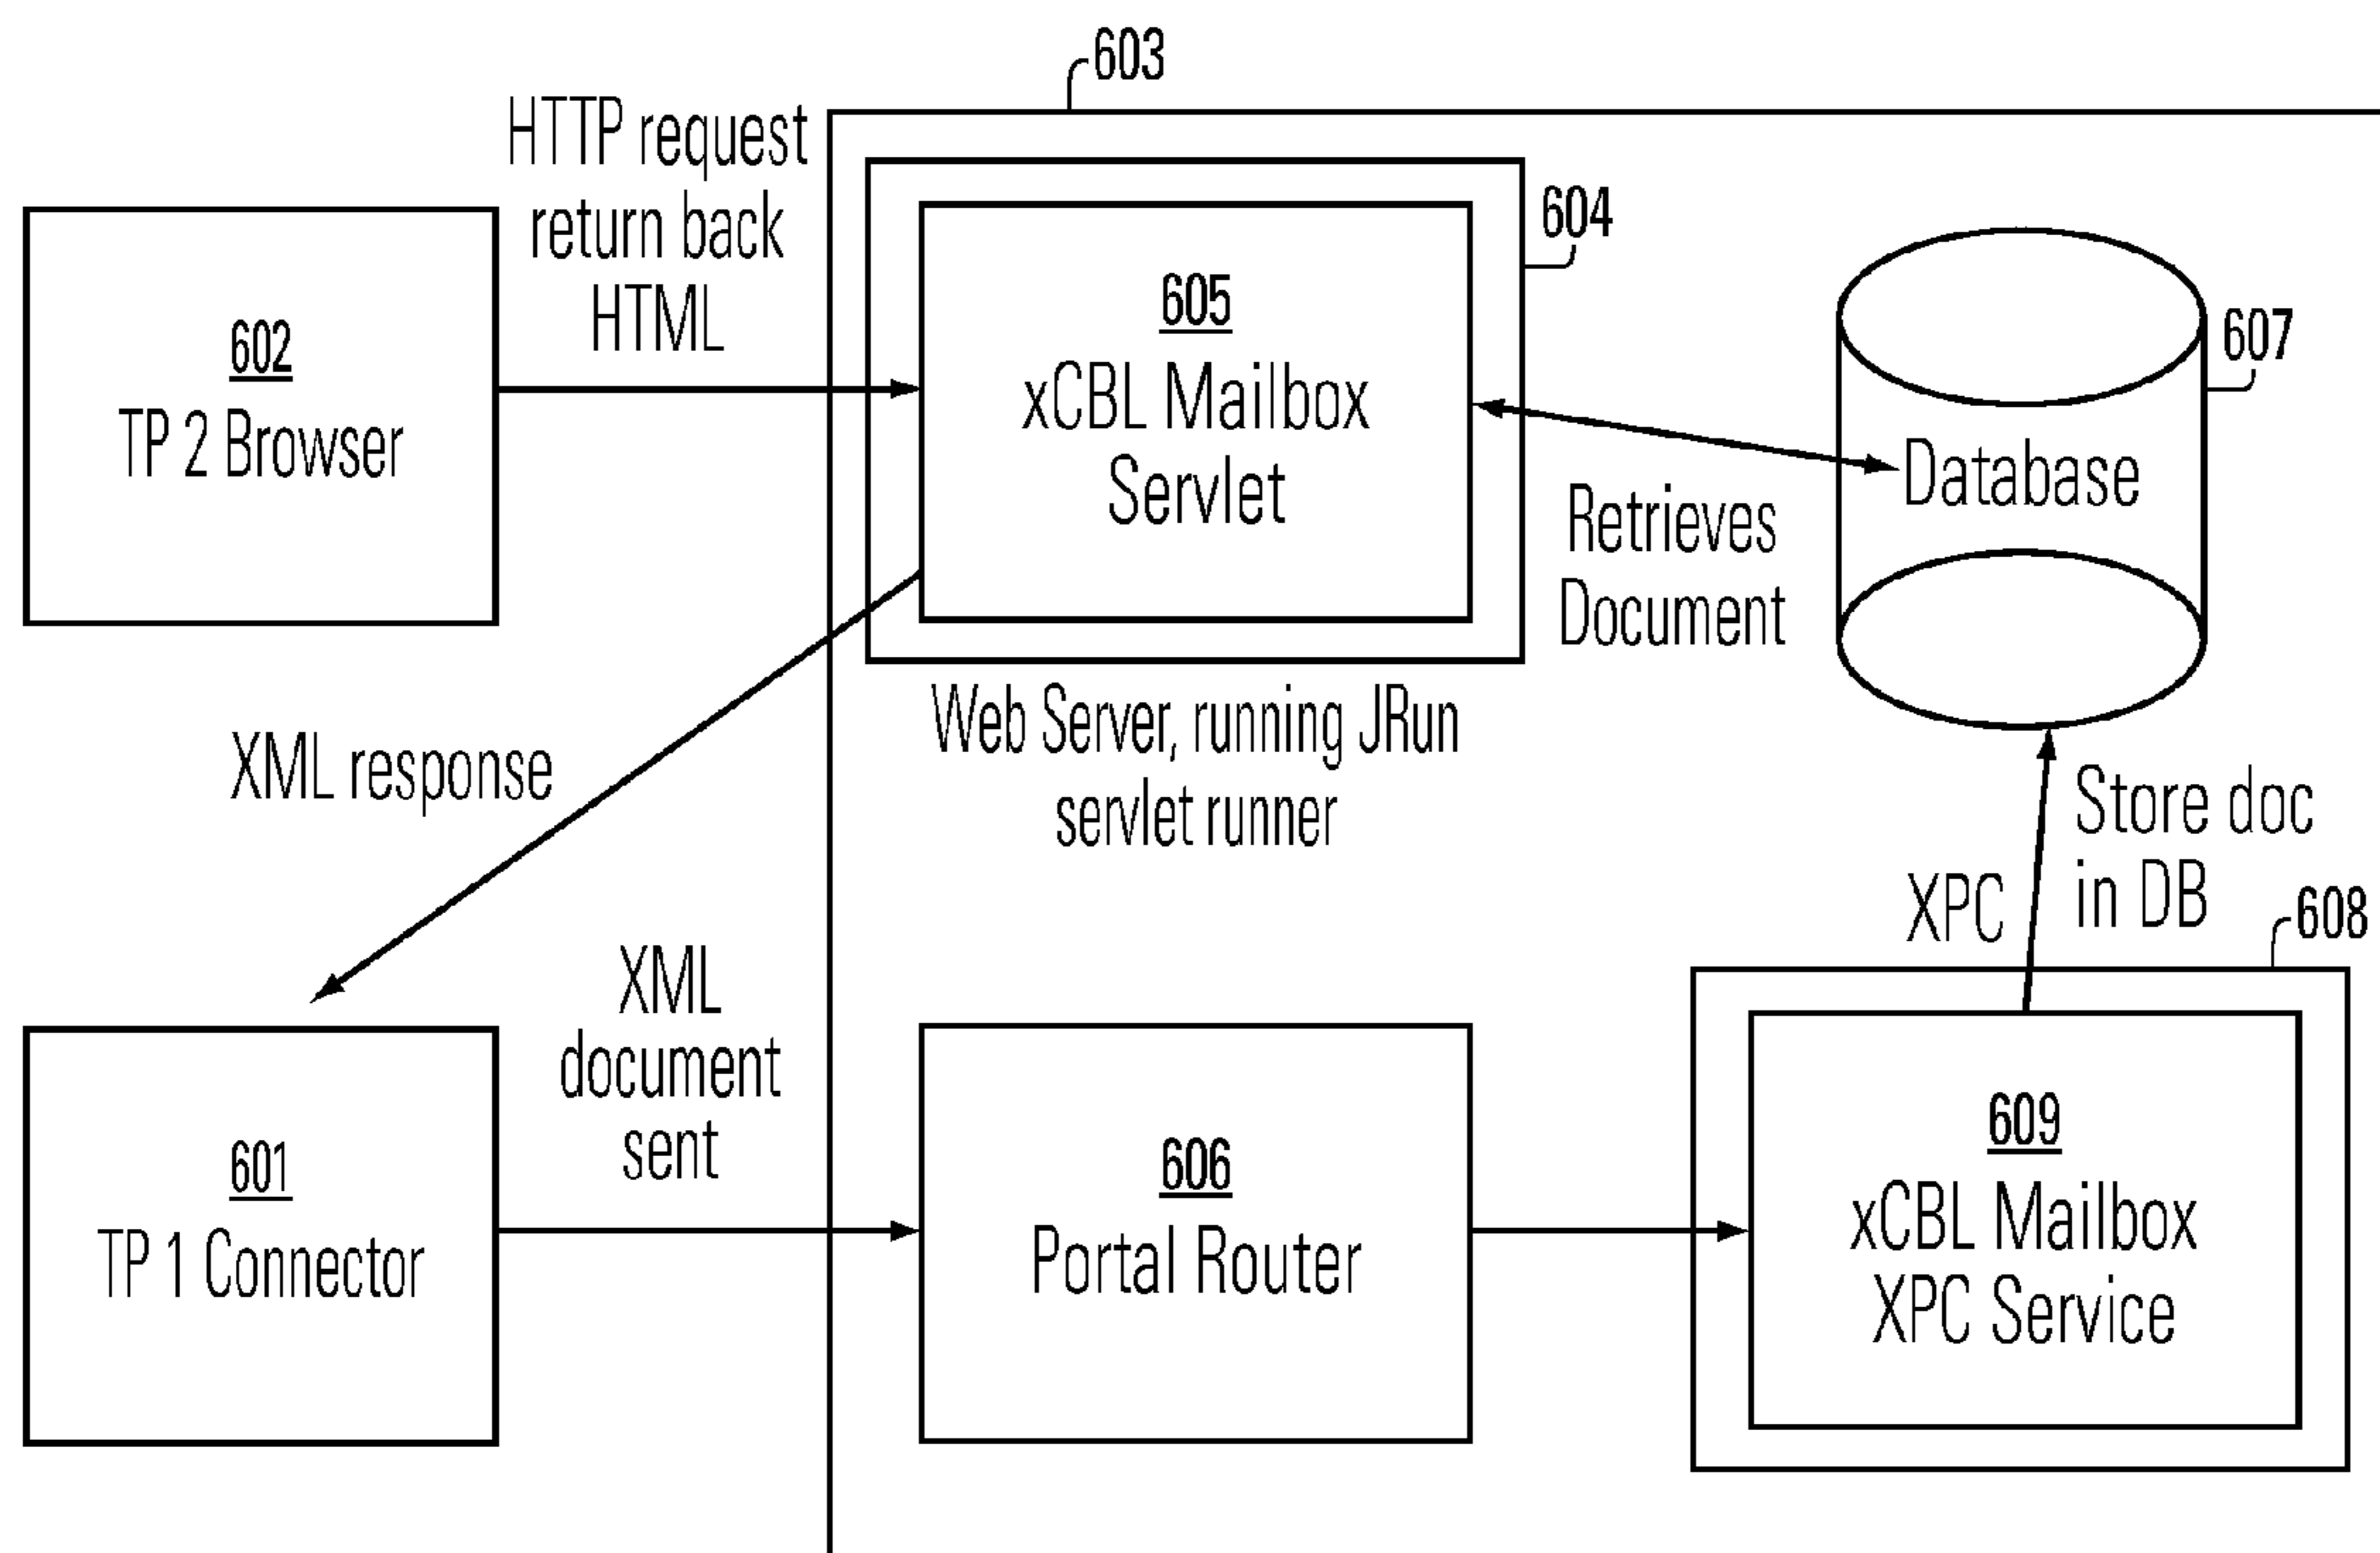 603
HTTP request
return back
HTML
604
602
TP 2 Browser
605
xCBL Mailbox
Servlet
607
Database
Retrieves
Document
Web Server, running JRun
servlet runner
XML response
Store doc
in DB
XPC
608
XML
document
sent
601
TP 1 Connector
606
Portal Router
609
xCBL Mailbox
XPC Service